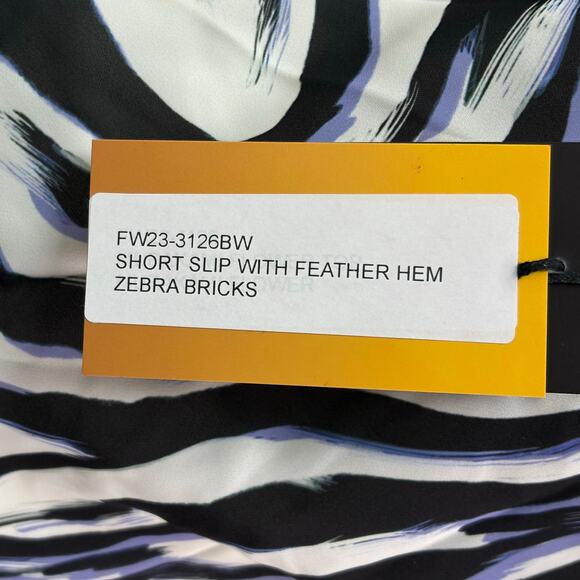 FW23-3126BW
SHORT SLIP WITH FEATHER HEM
ZEBRA BRICKS